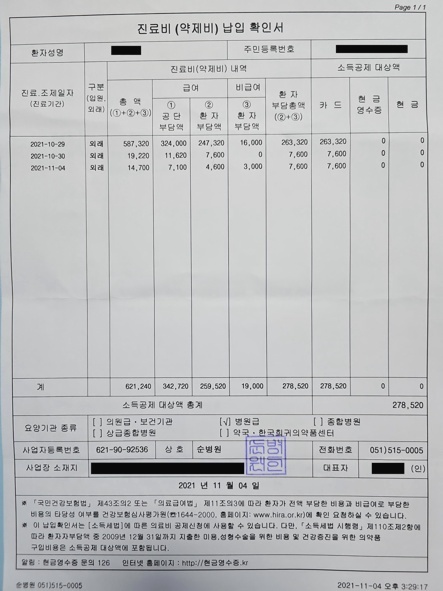 Page 1 / 1
진료비 (약제비) 납입 확인서
환자성명 주민등록번호
진료.조제일자 (진료기간) 구분 (입원, 외래) 진료비(약제비) 내역 소득공제 대상액
총 액 (①+②+③) 급여 비급여 환 자 부담총액 (②+③) 카 드 현 금 영수증 현 금
① 공 단 부담액 ② 환 자 부담액 ③ 환 자 부담액
2021-10-29 외래 587,320 324,000 247,320 16,000 263,320 263,320 0 0
2021-10-30 외래 19,220 11,620 7,600 0 7,600 7,600 0 0
2021-11-04 외래 14,700 7,100 4,600 3,000 7,600 7,600 0 0
계 621,240 342,720 259,520 19,000 278,520 278,520 0 0
소득공제 대상액 총계 278,520
요양기관 종류 [ ] 의원급·보건기관 [√] 병원급 [ ] 종합병원
[ ] 상급종합병원 [ ] 약국·한국희귀의약품센터
사업자등록번호 621-90-92536 상 호 순병원 전화번호 051)515-0005
사업장 소재지 대표자 (인)
2021 년 11 월 04 일
※ 「국민건강보험법」 제43조의2 또는 「의료급여법」 제11조의3에 따라 환자가 전액 부담한 비용과 비급여로 부담한
비용의 타당성 여부를 건강보험심사평가원(☎1644-2000, 홈페이지: www.hira.or.kr)에 확인 요청하실 수 있습니다.
※ 이 납입확인서는 [소득세법]에 따른 의료비 공제신청에 사용할 수 있습니다. 다만, 「소득세법 시행령」 제110조제2항에
따라 환자부담액 중 2009년 12월 31일까지 지출한 미용,성형수술을 위한 비용 및 건강증진을 위한 의약품
구입비용은 소득공제 대상액에 포함됩니다.
알림 : 현금영수증 문의 126 인터넷 홈페이지 : http://현금영수증.kr
순병원 051)515-0005 2021-11-04 오후 3:29:17